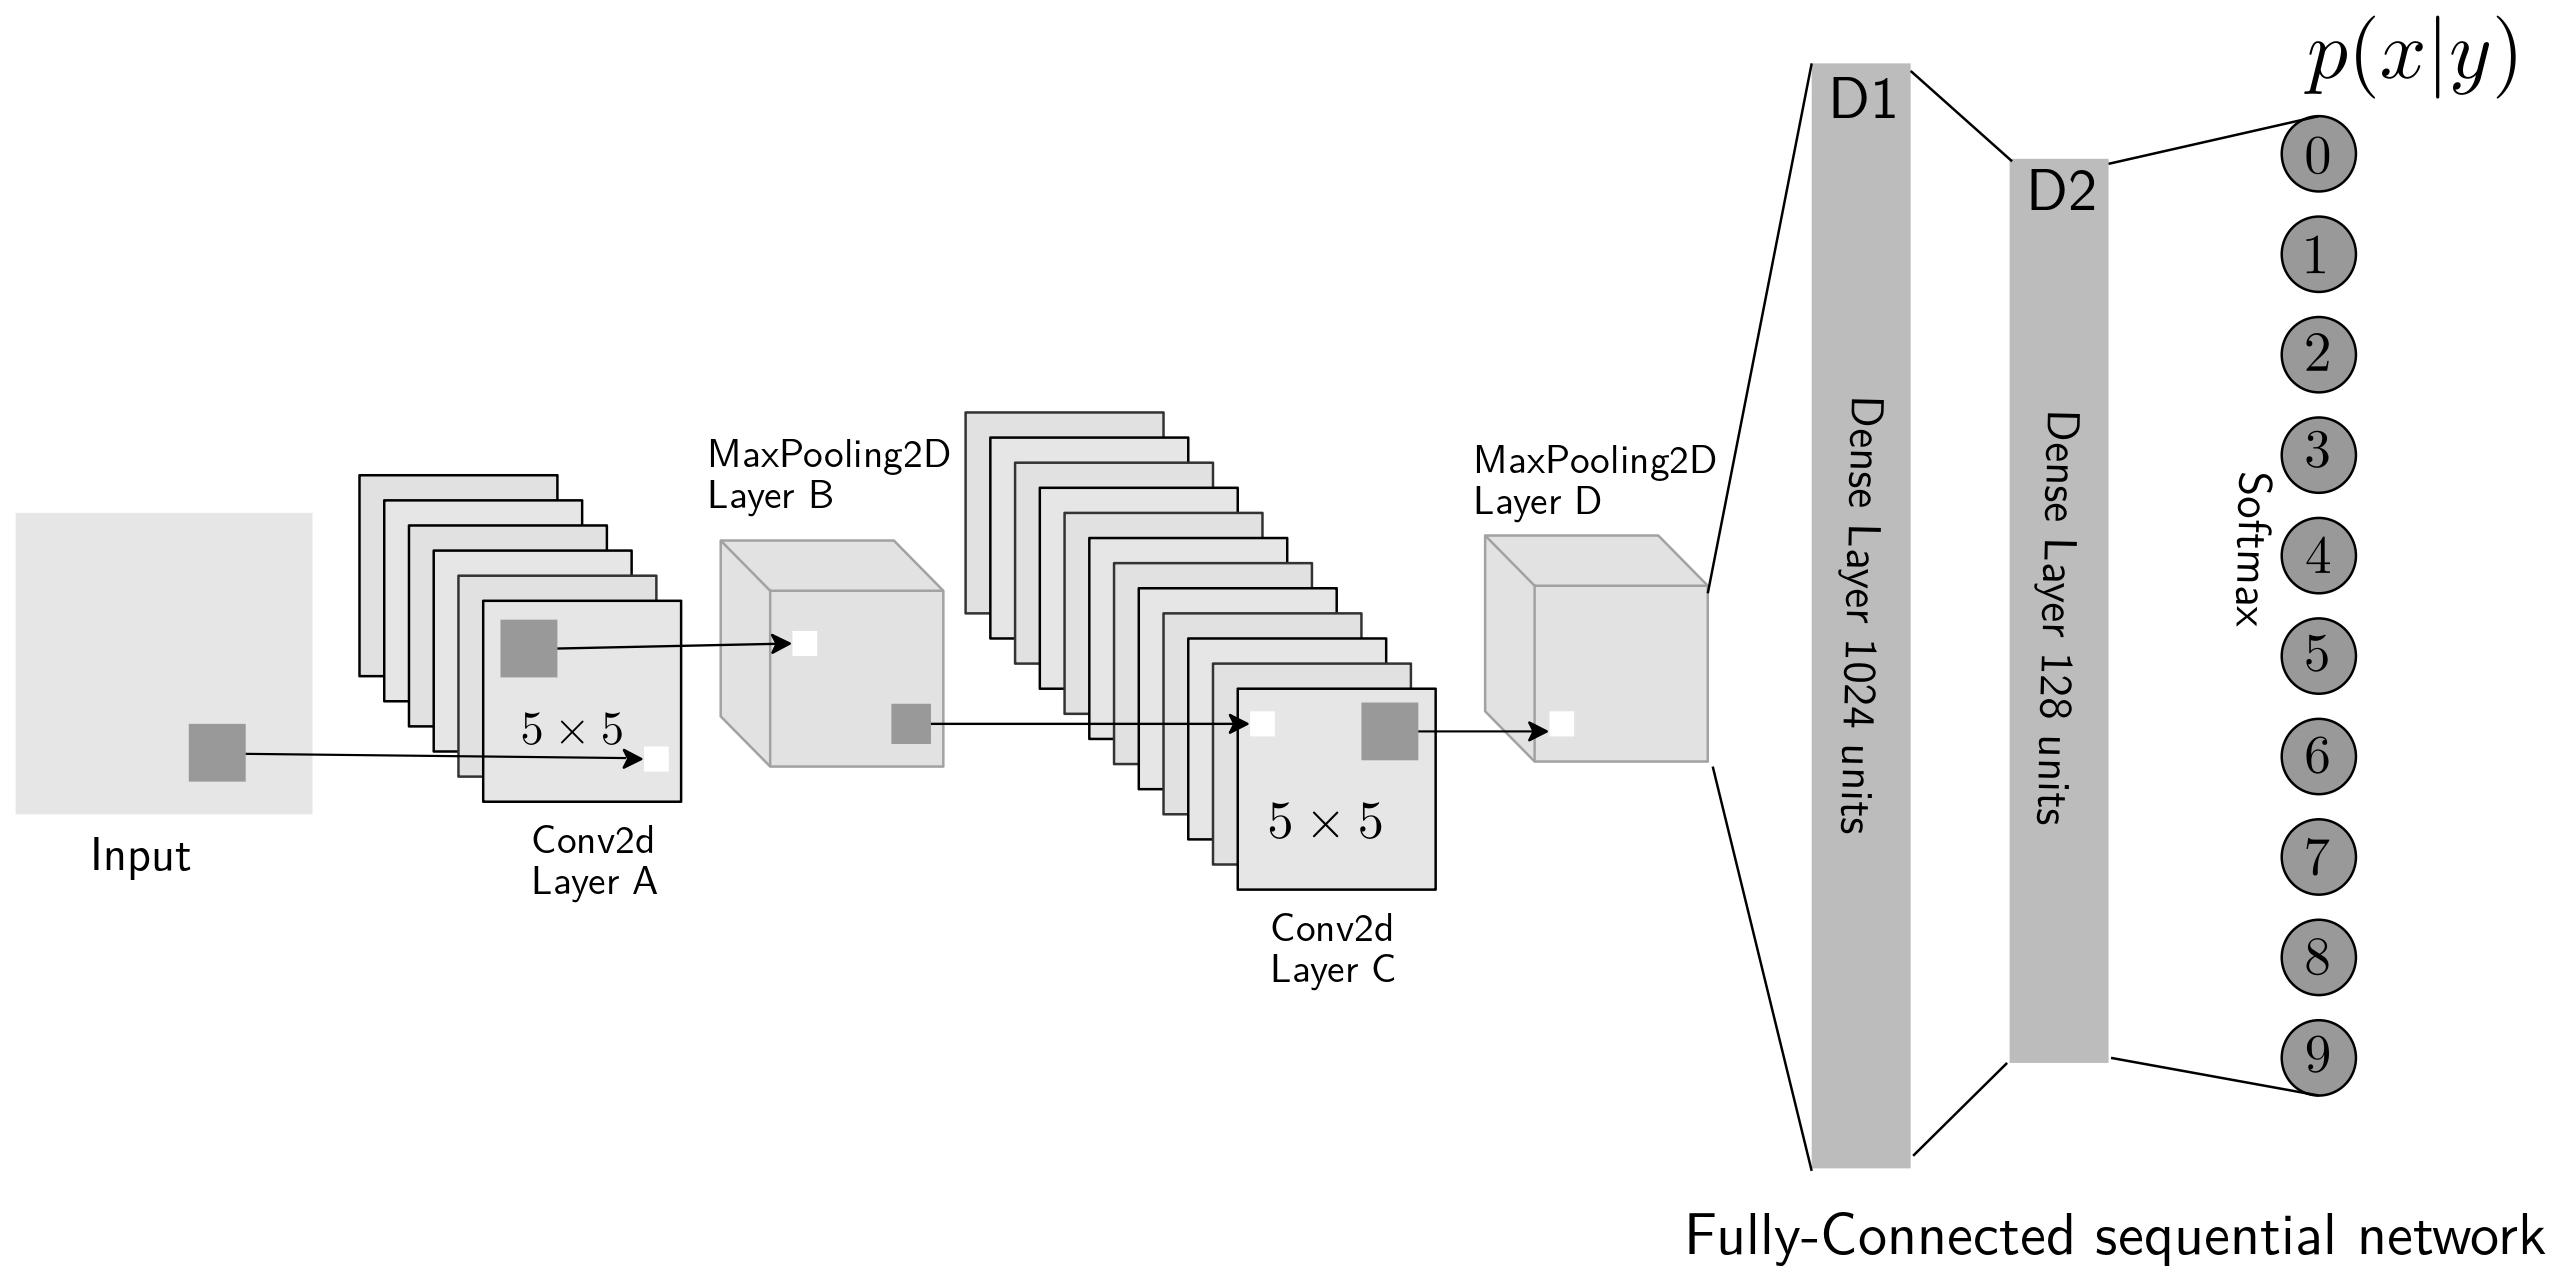 Input
5 × 5
Conv2d
Layer A
MaxPooling2D
Layer B
5 × 5
Conv2d
Layer C
MaxPooling2D
Layer D
D1
Dense Layer 1024 units
D2
Dense Layer 128 units
Softmax
p(x|y)
0
1
2
3
4
5
6
7
8
9
Fully-Connected sequential network